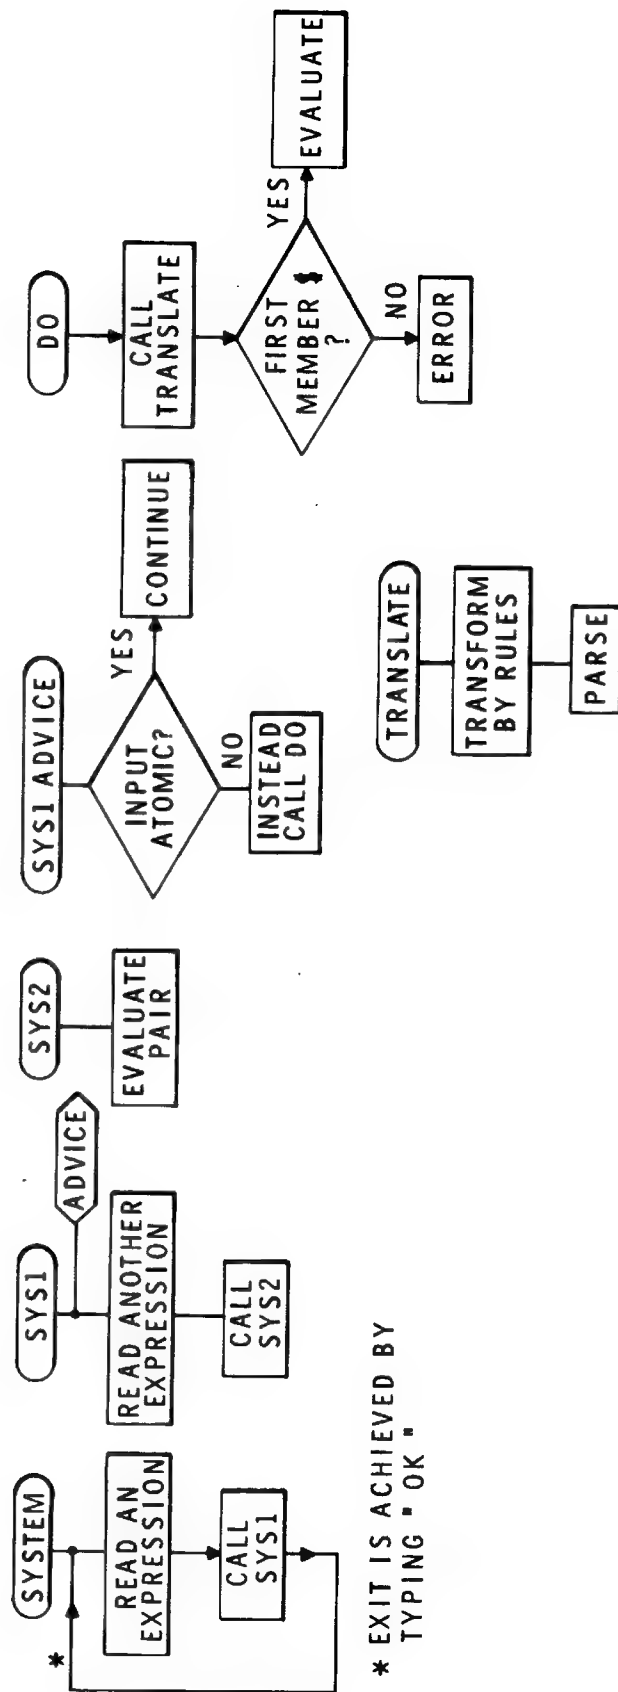 SYSTEM
*
READ AN
EXPRESSION
CALL
SYS1
* EXIT IS ACHIEVED BY
TYPING " OK "
SYS1
ADVICE
READ ANOTHER
EXPRESSION
CALL
SYS2
SYS2
EVALUATE
PAIR
SYS1 ADVICE
INPUT
ATOMIC?
YES
CONTINUE
NO
INSTEAD
CALL DO
DO
CALL
TRANSLATE
FIRST
MEMBER
?
YES
EVALUATE
NO
ERROR
TRANSLATE
TRANSFORM
BY RULES
PARSE